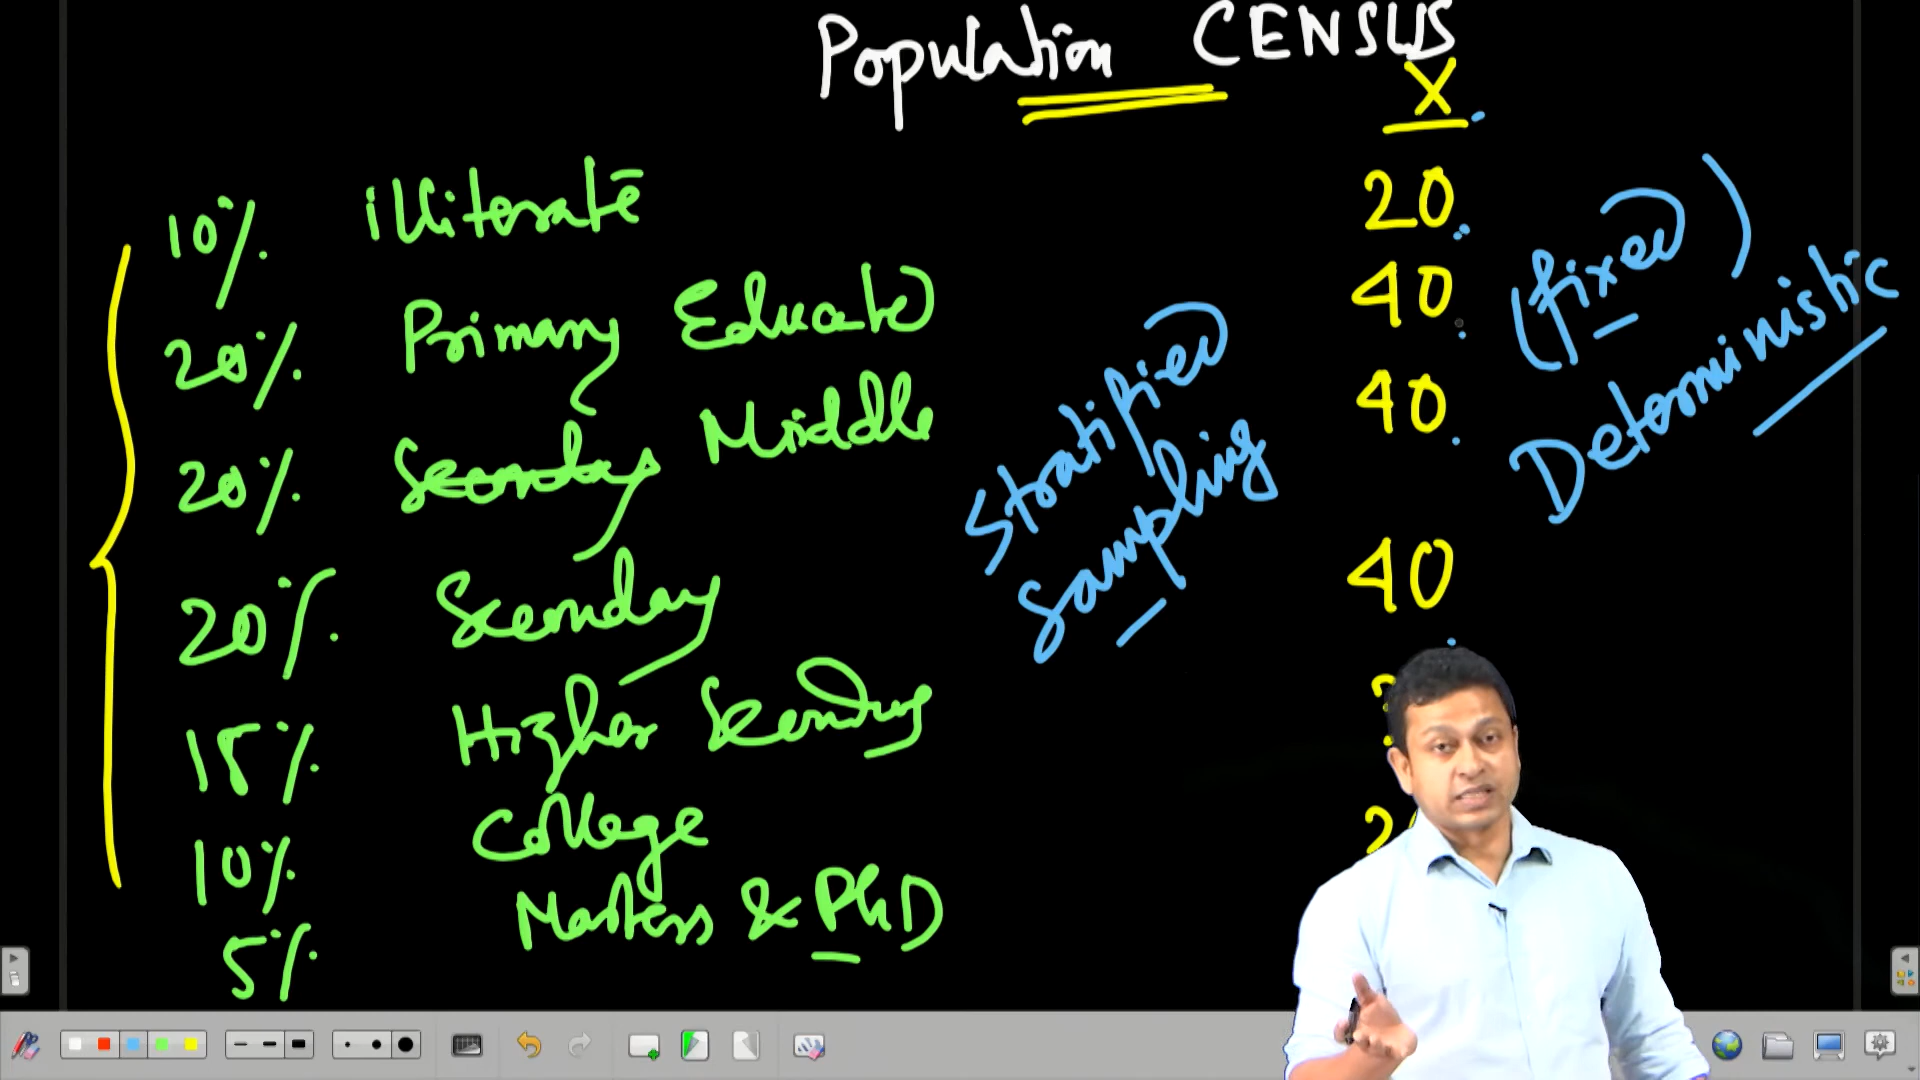 Population CENSUS
X
10% illiterate 20
20% Primary Educated 40
20% Secondary Middle 40
20% Secondary 40
15% Higher Secondary
10% College
5% Masters & PhD
Stratified
Sampling
(fixed)
Deterministic